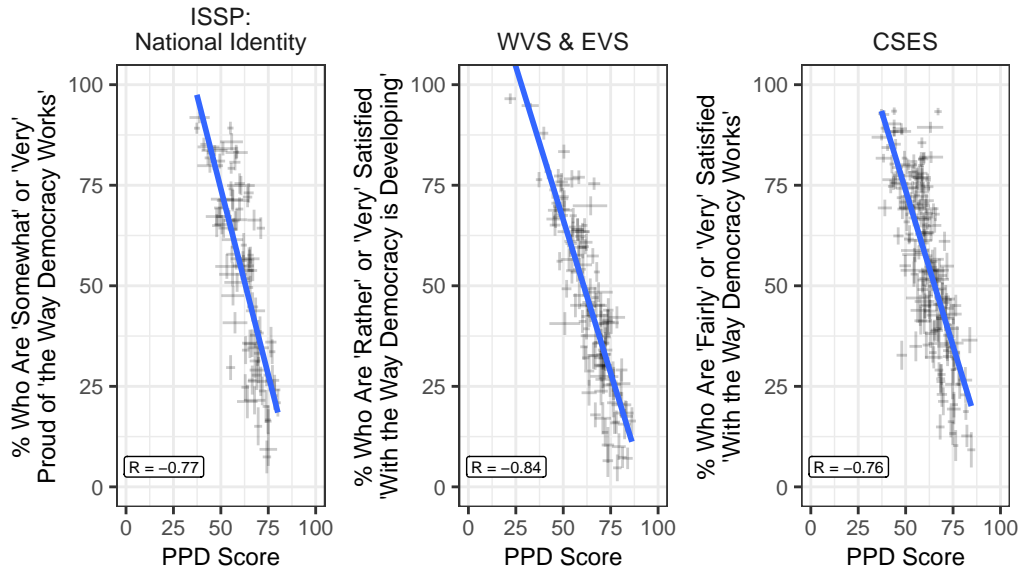 ISSP:
National Identity
% Who Are 'Somewhat' or 'Very'
Proud of 'the Way Democracy Works'
100
75
50
25
0
R = −0.77
0 25 50 75 100
PPD Score
WVS & EVS
% Who Are 'Rather' or 'Very' Satisfied
'With the Way Democracy is Developing'
100
75
50
25
0
R = −0.84
0 25 50 75 100
PPD Score
CSES
% Who Are 'Fairly' or 'Very' Satisfied
'With the Way Democracy Works'
100
75
50
25
0
R = −0.76
0 25 50 75 100
PPD Score